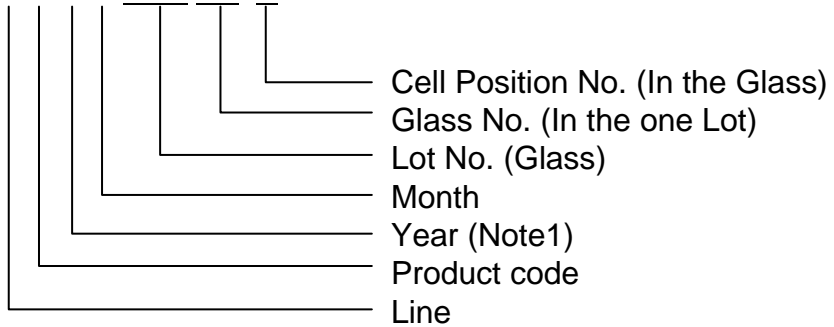 Cell Position No. (In the Glass)
Glass No. (In the one Lot)
Lot No. (Glass)
Month
Year (Note1)
Product code
Line